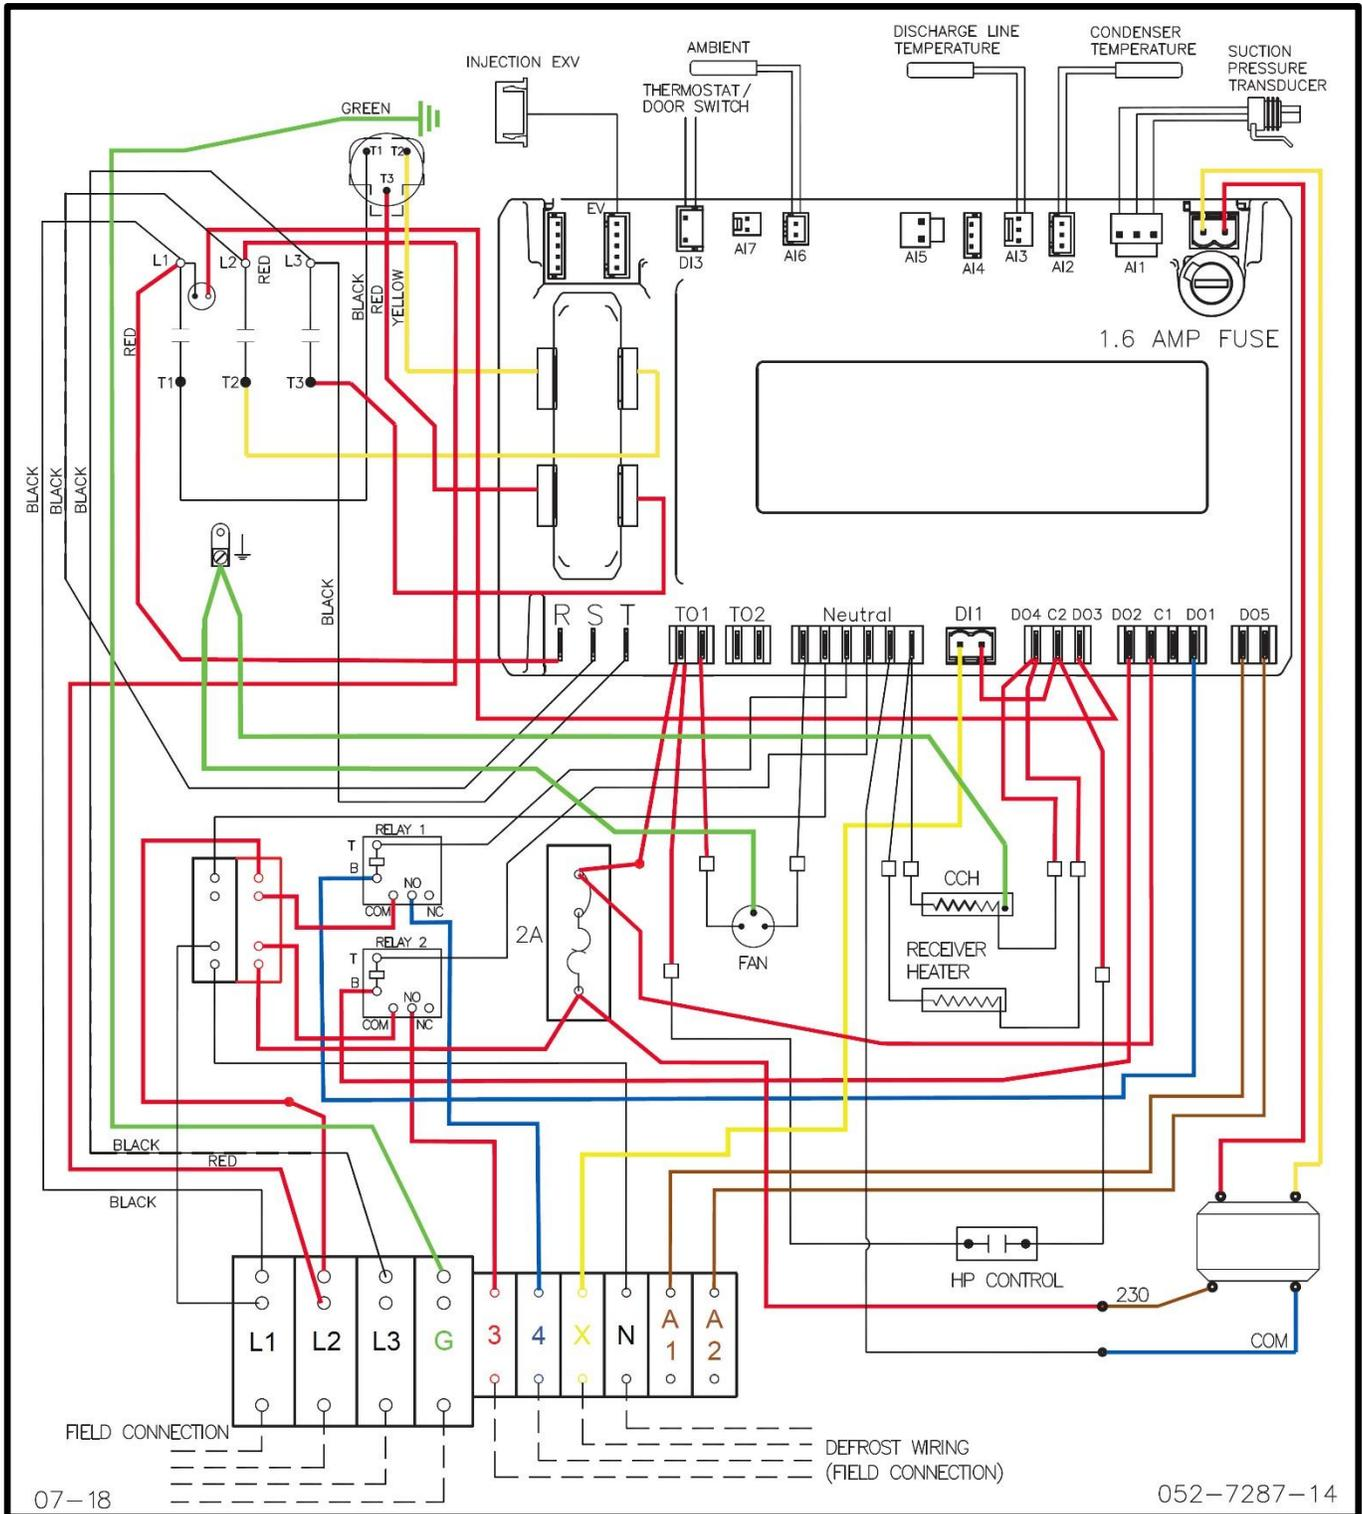 INJECTION EXV
AMBIENT
THERMOSTAT/
DOOR SWITCH
DISCHARGE LINE
TEMPERATURE
CONDENSER
TEMPERATURE
SUCTION
PRESSURE
TRANSDUCER
GREEN
T1 T2
T3
EV
DI3
AI7
AI6
AI5
AI4
AI3
AI2
AI1
L1
L2
RED
L3
BLACK
RED
YELLOW
RED
1.6 AMP FUSE
T1
T2
T3
BLACK
BLACK
BLACK
BLACK
R S T
TO1
TO2
Neutral
DI1
DO4 C2 DO3
DO2 C1 DO1
DO5
RELAY 1
T
B
NO
COM
NC
2A
CCH
FAN
RECEIVER
HEATER
RELAY 2
T
B
NO
COM
NC
BLACK
RED
BLACK
HP CONTROL
230
COM
L1
L2
L3
G
3
4
X
N
A
1
A
2
FIELD CONNECTION
DEFROST WIRING
(FIELD CONNECTION)
07-18
052-7287-14